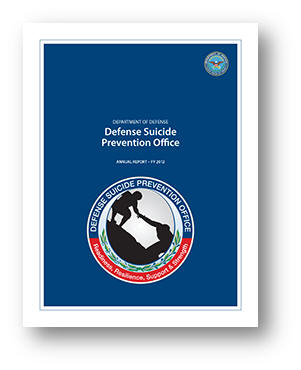 DEPARTMENT OF DEFENSE
Defense Suicide
Prevention Office
ANNUAL REPORT – FY 2012
DEFENSE SUICIDE PREVENTION OFFICE
Readiness, Resilience, Support & Strength